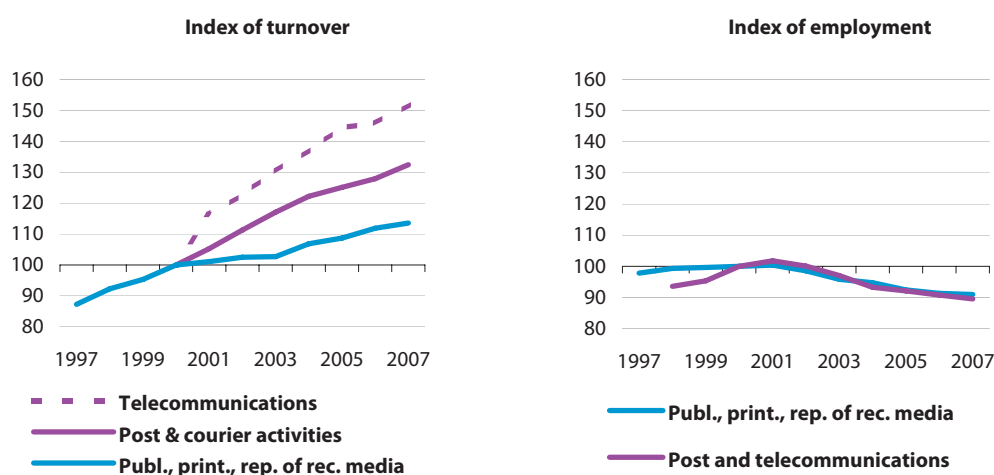 Index of turnover
160
150
140
130
120
110
100
90
80
1997 1999 2001 2003 2005 2007
Telecommunications
Post & courier activities
Publ., print., rep. of rec. media
Index of employment
160
150
140
130
120
110
100
90
80
1997 1999 2001 2003 2005 2007
Publ., print., rep. of rec. media
Post and telecommunications